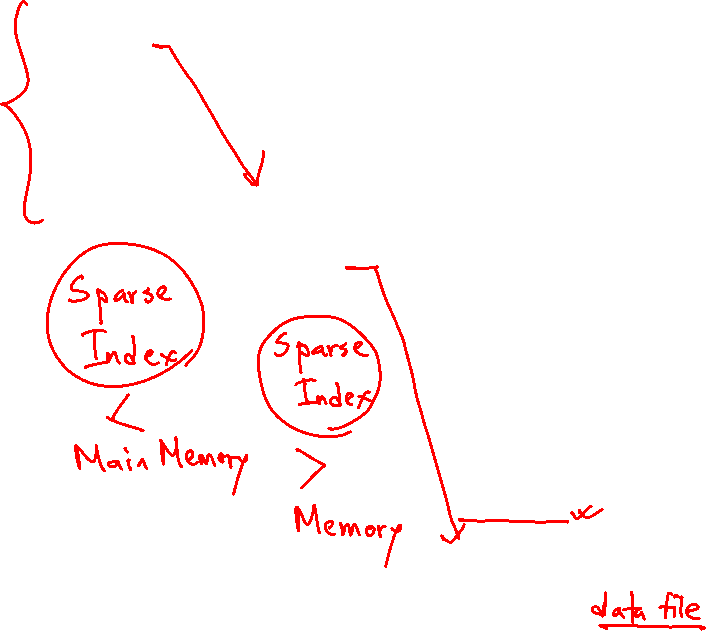 Sparse
Index
<
Main Memory
Sparse
Index
>
Memory
data file